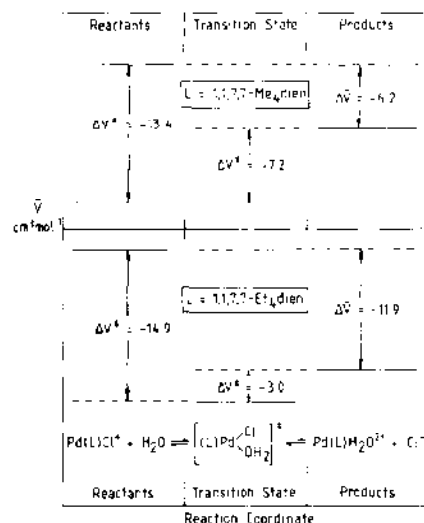 Reactants Transition State Products
L = 1,1,7,7-Me₄dien
ΔV̄ = -6.2
ΔV* = -13.4
ΔV* = -7.2
V̄
cm³mol⁻¹
L = 1,1,7,7-Et₄dien
ΔV̄ = -11.9
ΔV* = -14.9
ΔV* = -3.0
Pd(L)Cl⁺ + H₂O ⇌ [(L)Pd Cl OH₂]* ⇌ Pd(L)H₂O²⁺ + Cl⁻
Reactants Transition State Products
Reaction Coordinate